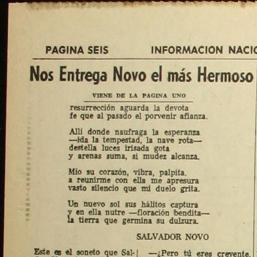 PAGINA SEIS INFORMACION NACI
Nos Entrega Novo el más Hermoso
VIENE DE LA PAGINA UNO
resurrección aguarda la devota
fe que al pasado el porvenir afianza.
Allí donde naufraga la esperanza
—ida la tempestad, la nave rota—
destella luces irisada gota
y arenas suma, si mudez alcanza.
Mío su corazón, vibra, palpita,
a reunirme con ella me apresura
vasto silencio que mi duelo grita.
Un nuevo sol sus hálitos captura
y en ella nutre —floración bendita—
la tierra que germina su dulzura.
SALVADOR NOVO
Este es el soneto que Sal- —¡Pero tú eres creyente,